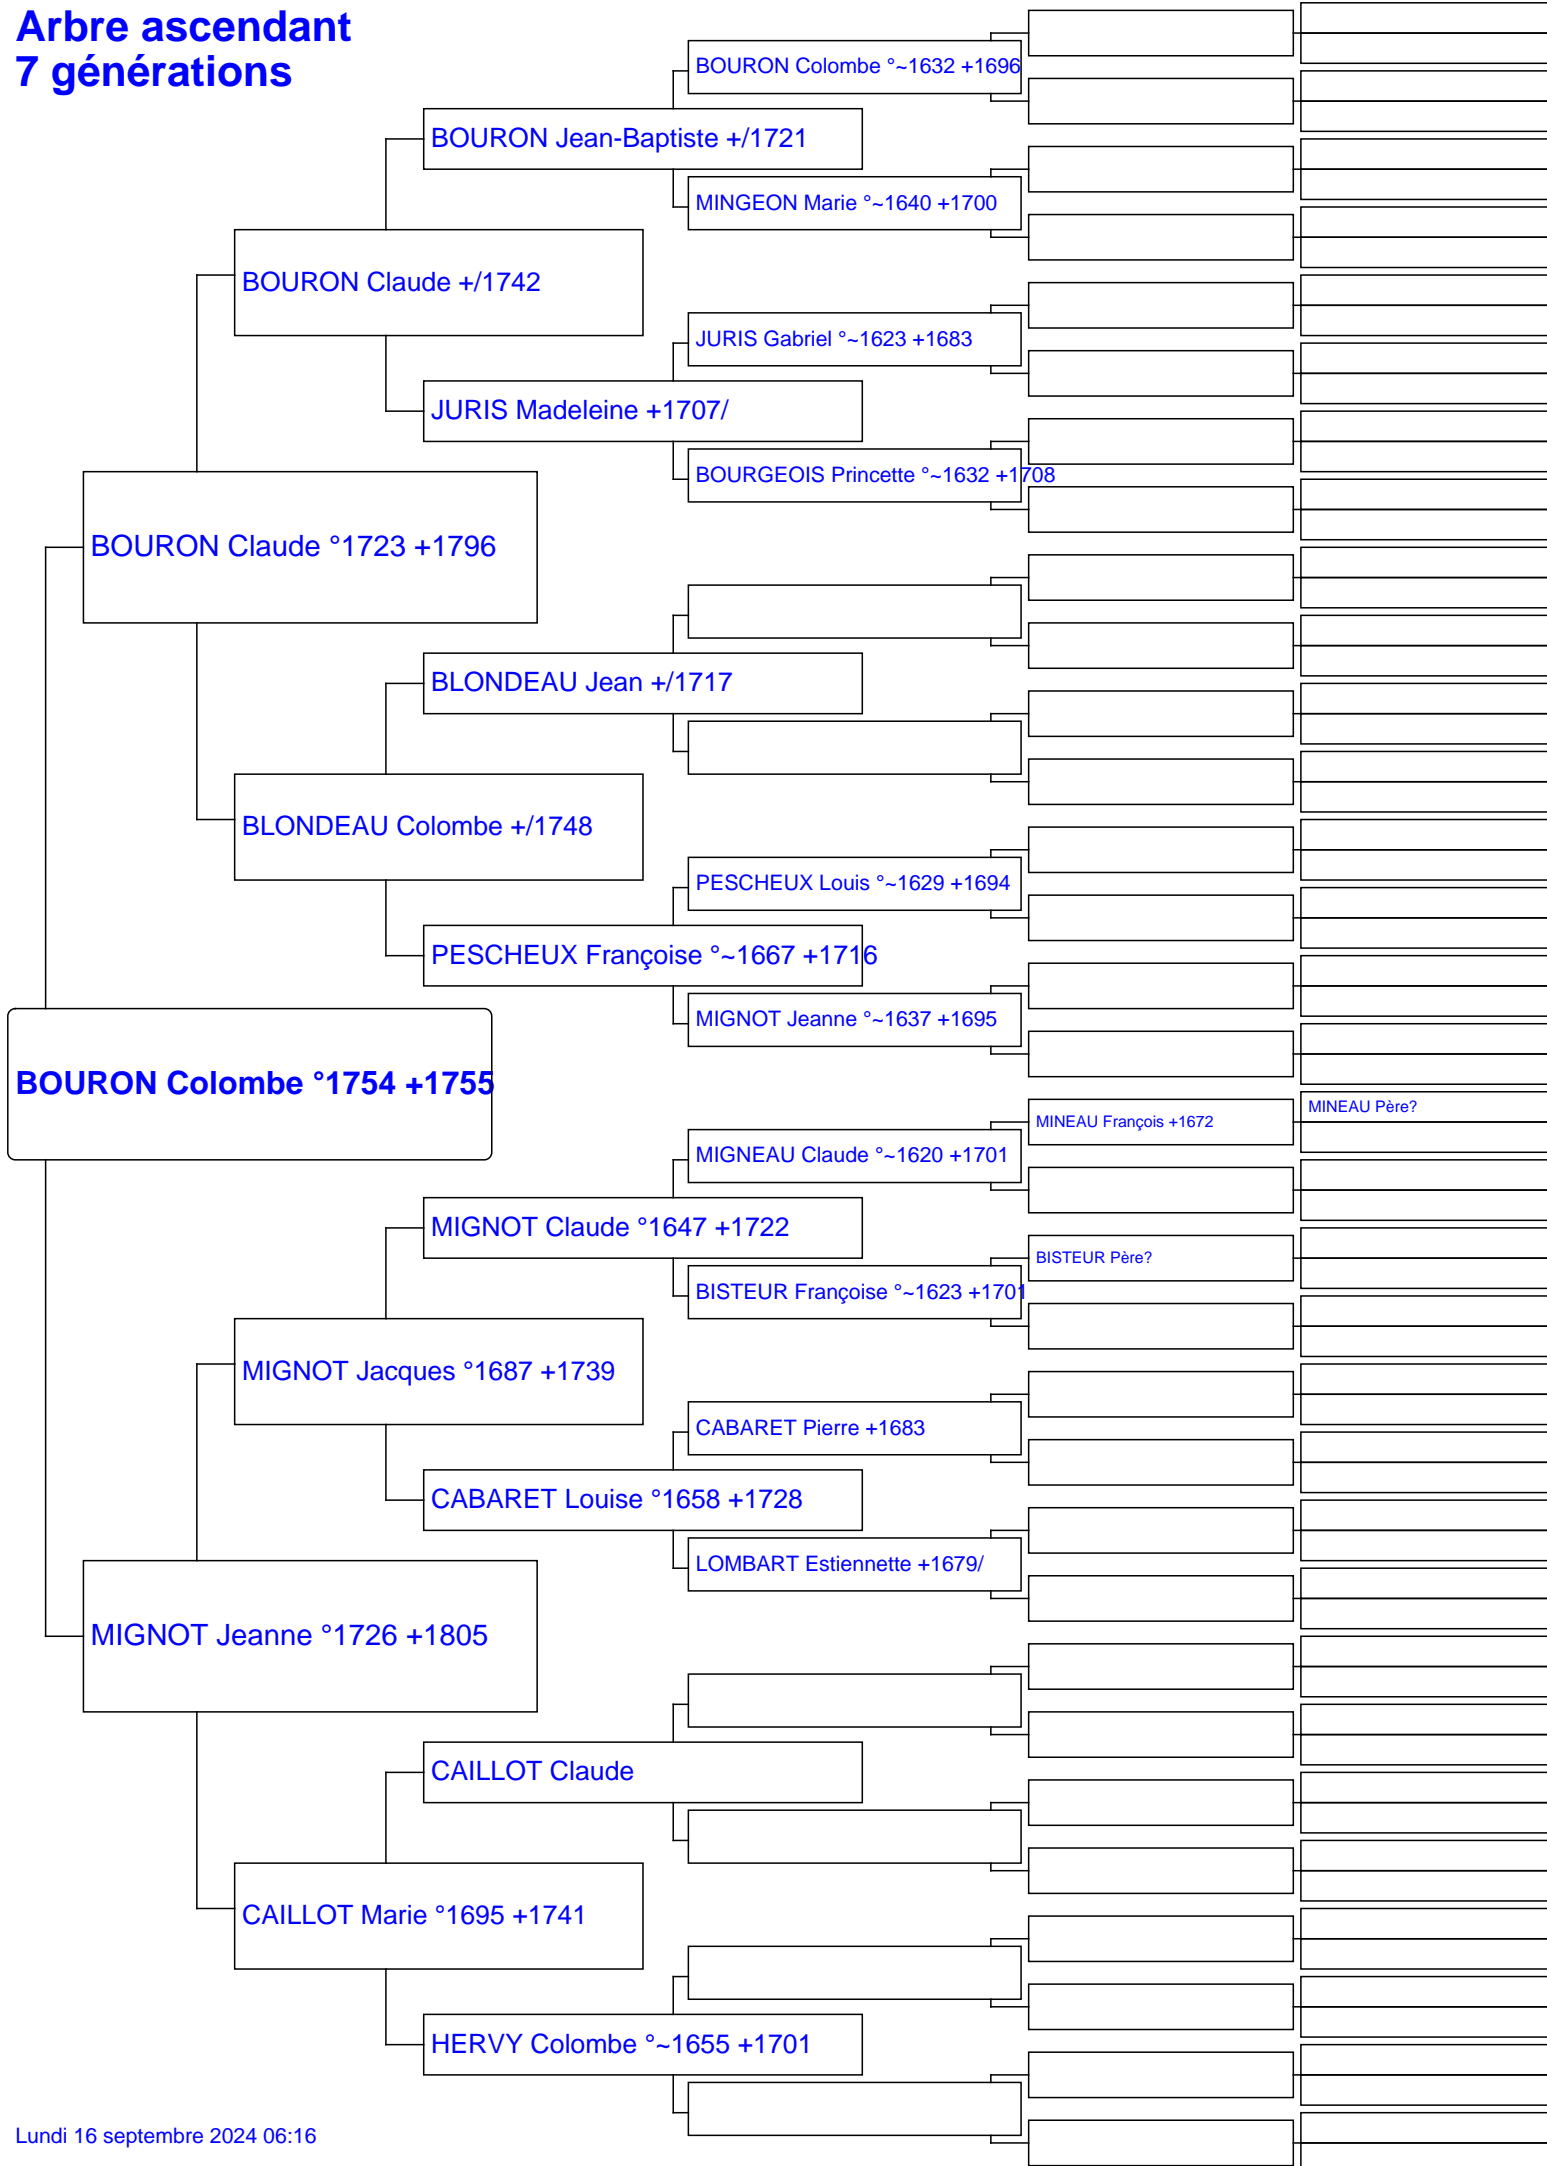 Arbre ascendant
7 générations
BOURON Colombe °~1632 +1696
BOURON Jean-Baptiste +/1721
MINGEON Marie °~1640 +1700
BOURON Claude +/1742
JURIS Gabriel °~1623 +1683
JURIS Madeleine +1707/
BOURGEOIS Princette °~1632 +1708
BOURON Claude °1723 +1796
BLONDEAU Jean +/1717
BLONDEAU Colombe +/1748
PESCHEUX Louis °~1629 +1694
PESCHEUX Françoise °~1667 +1716
MIGNOT Jeanne °~1637 +1695
BOURON Colombe °1754 +1755
MINEAU Père?
MINEAU François +1672
MIGNEAU Claude °~1620 +1701
MIGNOT Claude °1647 +1722
BISTEUR Père?
BISTEUR Françoise °~1623 +1701
MIGNOT Jacques °1687 +1739
CABARET Pierre +1683
CABARET Louise °1658 +1728
LOMBART Estiennette +1679/
MIGNOT Jeanne °1726 +1805
CAILLOT Claude
CAILLOT Marie °1695 +1741
HERVY Colombe °~1655 +1701
Lundi 16 septembre 2024 06:16